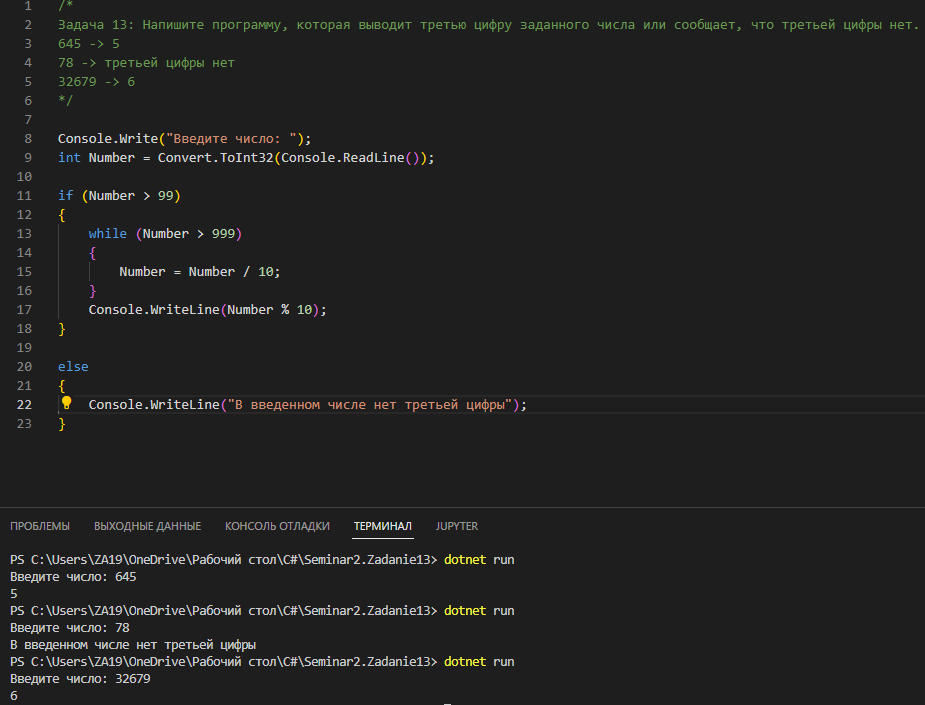 1 /*
2 Задача 13: Напишите программу, которая выводит третью цифру заданного числа или сообщает, что третьей цифры нет.
3 645 -> 5
4 78 -> третьей цифры нет
5 32679 -> 6
6 */
7
8 Console.Write("Введите число: ");
9 int Number = Convert.ToInt32(Console.ReadLine());
10
11 if (Number > 99)
12 {
13 while (Number > 999)
14 {
15 Number = Number / 10;
16 }
17 Console.WriteLine(Number % 10);
18 }
19
20 else
21 {
22 Console.WriteLine("В введенном числе нет третьей цифры");
23 }
ПРОБЛЕМЫ ВЫХОДНЫЕ ДАННЫЕ КОНСОЛЬ ОТЛАДКИ ТЕРМИНАЛ JUPYTER
PS C:\Users\ZA19\OneDrive\Рабочий стол\C#\Seminar2.Zadanie13> dotnet run
Введите число: 645
5
PS C:\Users\ZA19\OneDrive\Рабочий стол\C#\Seminar2.Zadanie13> dotnet run
Введите число: 78
В введенном числе нет третьей цифры
PS C:\Users\ZA19\OneDrive\Рабочий стол\C#\Seminar2.Zadanie13> dotnet run
Введите число: 32679
6